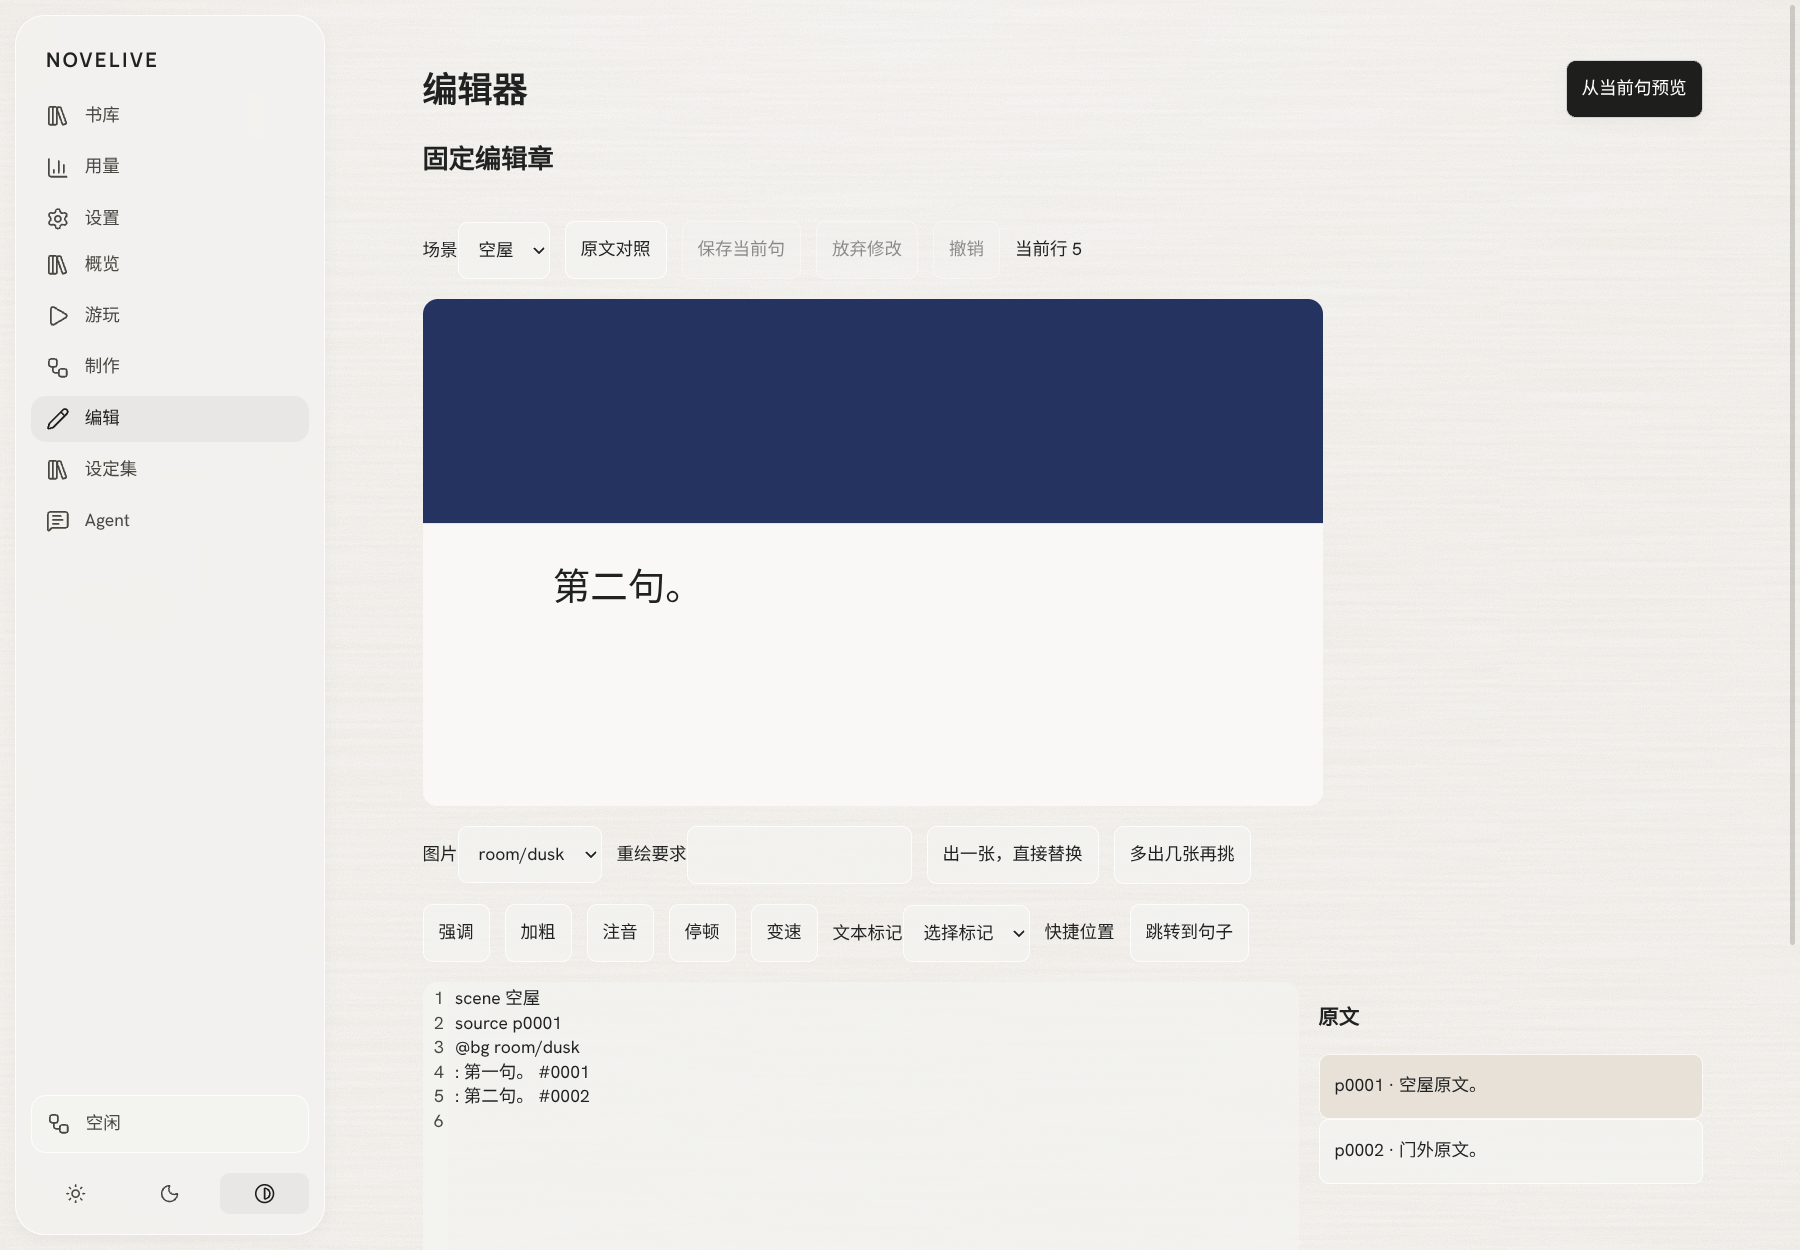 NOVELIVE
书库
用量
设置
概览
游玩
制作
编辑
设定集
Agent
空闲
编辑器
从当前句预览
固定编辑章
场景 空屋 原文对照 保存当前句 放弃修改 撤销 当前行 5
第二句。
图片 room/dusk 重绘要求 出一张，直接替换 多出几张再挑
强调 加粗 注音 停顿 变速 文本标记 选择标记 快捷位置 跳转到句子
1 scene 空屋
2 source p0001
3 @bg room/dusk
4 : 第一句。 #0001
5 : 第二句。 #0002
6
原文
p0001 · 空屋原文。
p0002 · 门外原文。